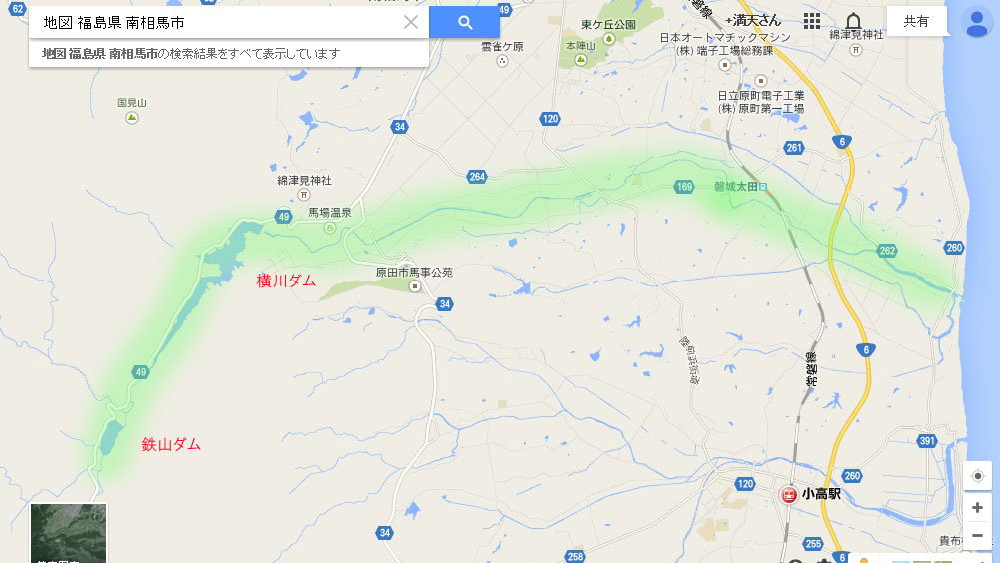 地図 福島県 南相馬市
地図 福島県 南相馬市の検索結果をすべて表示しています
+満天さん
共有
62
49
東ケ丘公園
雲雀ケ原
本陣山
日本オートマチックマシン
(株) 端子工場総務課
綿津見神社
日立原町電子工業
(株) 原町第一工場
国見山
34
120
6
261
264
169
磐城太田
綿津見神社
49
馬場温泉
262
260
横川ダム
原田市馬事公苑
34
6
常磐線
49
鉄山ダム
391
260
120
小高駅
34
258
255
6
貴布